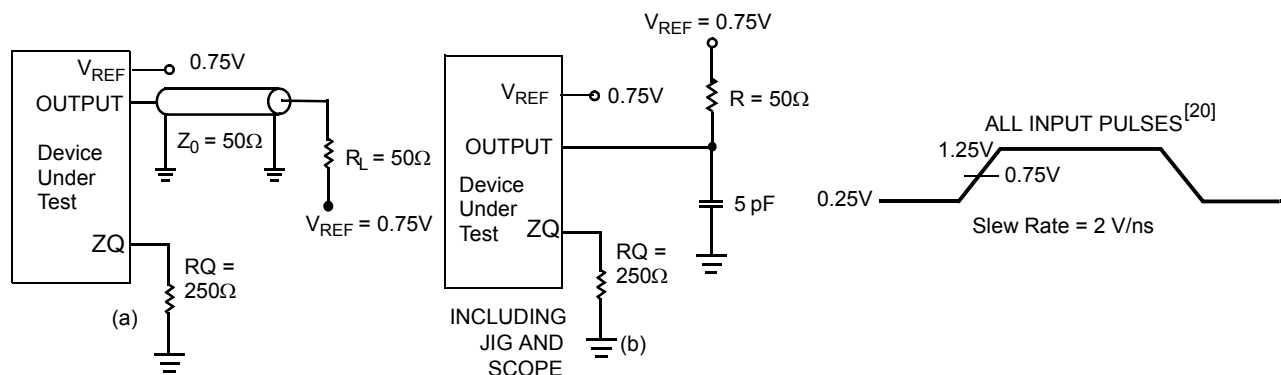 V_REF 0.75V
OUTPUT
Z0 = 50Ω
Device
Under
Test
R_L = 50Ω
V_REF = 0.75V
ZQ
RQ =
250Ω
(a)
V_REF = 0.75V
V_REF 0.75V
R = 50Ω
OUTPUT
Device
Under
Test
5 pF
ZQ
RQ =
250Ω
INCLUDING
JIG AND
SCOPE
(b)
ALL INPUT PULSES[20]
1.25V
0.75V
0.25V
Slew Rate = 2 V/ns